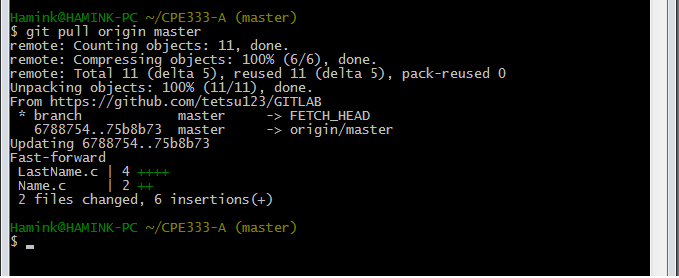 Hamink@HAMINK-PC ~/CPE333-A (master)
$ git pull origin master
remote: Counting objects: 11, done.
remote: Compressing objects: 100% (6/6), done.
remote: Total 11 (delta 5), reused 11 (delta 5), pack-reused 0
Unpacking objects: 100% (11/11), done.
From https://github.com/tetsu123/GITLAB
 * branch            master     -> FETCH_HEAD
   6788754..75b8b73  master     -> origin/master
Updating 6788754..75b8b73
Fast-forward
 LastName.c | 4 ++++
 Name.c     | 2 ++
 2 files changed, 6 insertions(+)
Hamink@HAMINK-PC ~/CPE333-A (master)
$